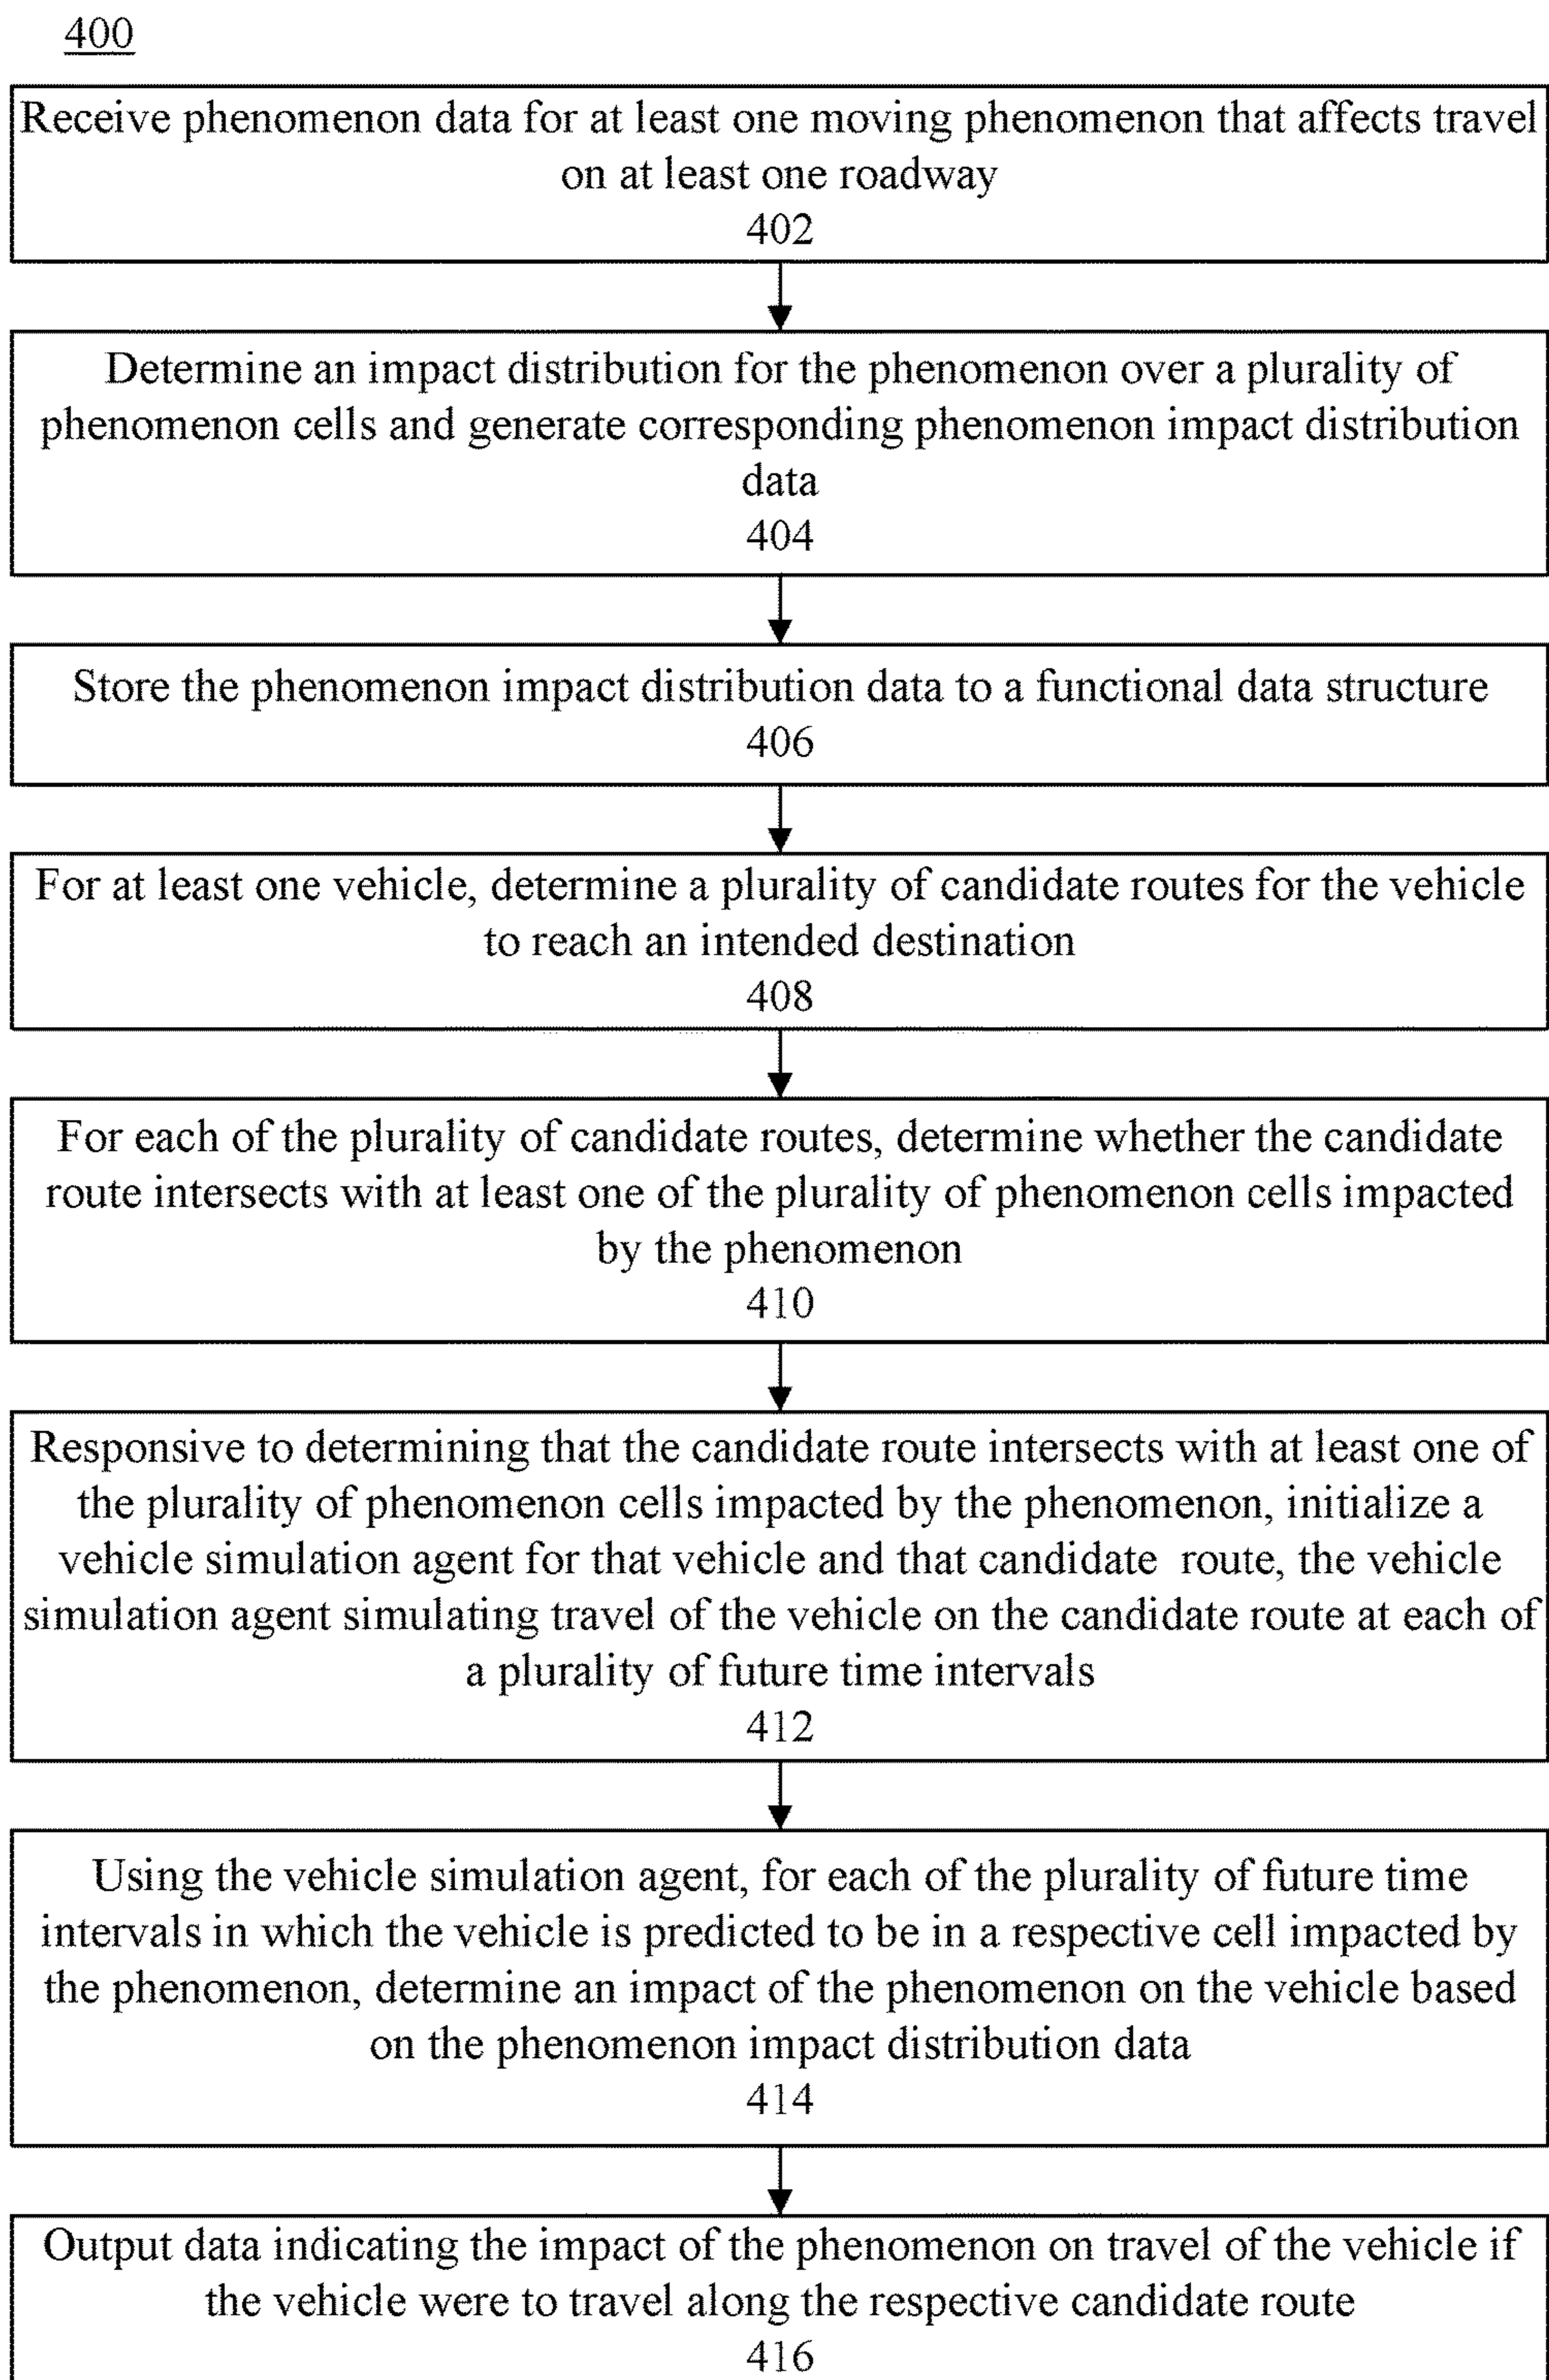 400
Receive phenomenon data for at least one moving phenomenon that affects travel
on at least one roadway
402
Determine an impact distribution for the phenomenon over a plurality of
phenomenon cells and generate corresponding phenomenon impact distribution
data
404
Store the phenomenon impact distribution data to a functional data structure
406
For at least one vehicle, determine a plurality of candidate routes for the vehicle
to reach an intended destination
408
For each of the plurality of candidate routes, determine whether the candidate
route intersects with at least one of the plurality of phenomenon cells impacted
by the phenomenon
410
Responsive to determining that the candidate route intersects with at least one of
the plurality of phenomenon cells impacted by the phenomenon, initialize a
vehicle simulation agent for that vehicle and that candidate route, the vehicle
simulation agent simulating travel of the vehicle on the candidate route at each of
a plurality of future time intervals
412
Using the vehicle simulation agent, for each of the plurality of future time
intervals in which the vehicle is predicted to be in a respective cell impacted by
the phenomenon, determine an impact of the phenomenon on the vehicle based
on the phenomenon impact distribution data
414
Output data indicating the impact of the phenomenon on travel of the vehicle if
the vehicle were to travel along the respective candidate route
416